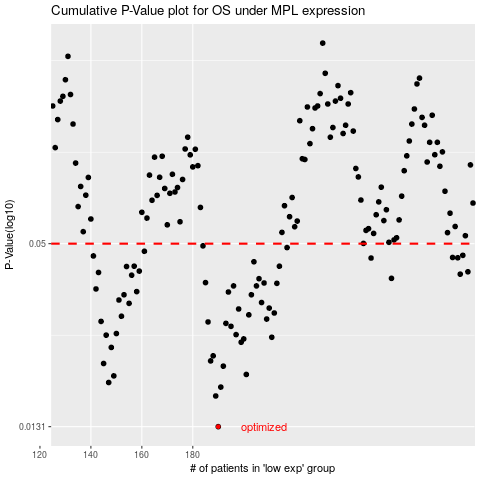 Cumulative P-Value plot for OS under MPL expression
P-Value(log10)
0.05
0.0131
optimized
120 140 160 180
# of patients in 'low exp' group